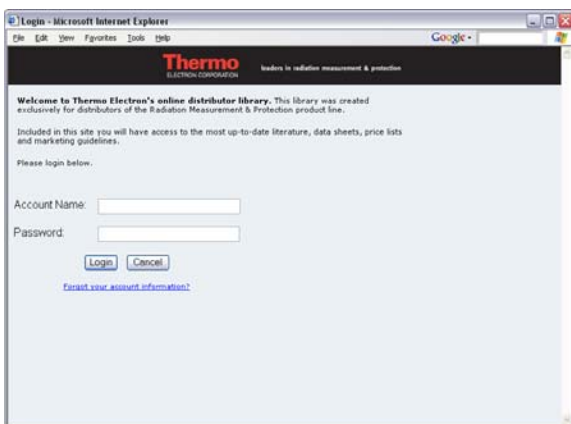 Login - Microsoft Internet Explorer
File Edit View Favorites Tools Help
Google -
Thermo
ELECTRON CORPORATION
leaders in radiation measurement & protection
Welcome to Thermo Electron's online distributor library. This library was created
exclusively for distributors of the Radiation Measurement & Protection product line.
Included in this site you will have access to the most up-to-date literature, data sheets, price lists
and marketing guidelines.
Please login below.
Account Name:
Password:
Login Cancel
Forgot your account information?